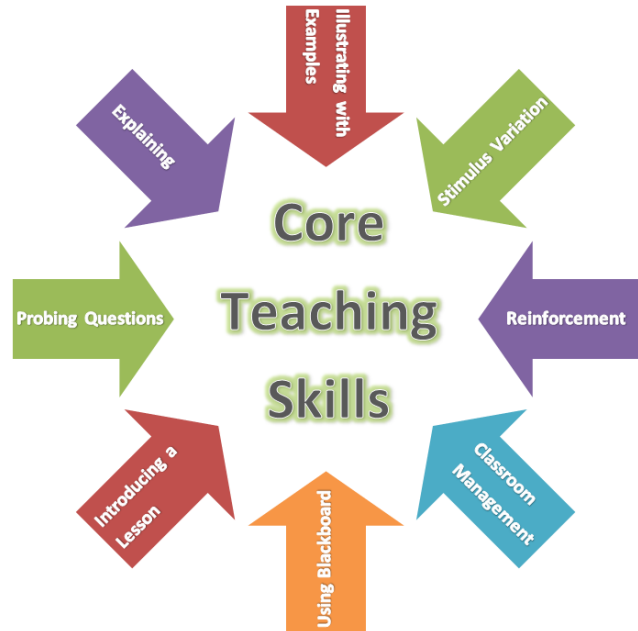 Illustrating with
Examples
Stimulus Variation
Reinforcement
Classroom
Management
Using Blackboard
Introducing a
Lesson
Probing Questions
Explaining
Core
Teaching
Skills